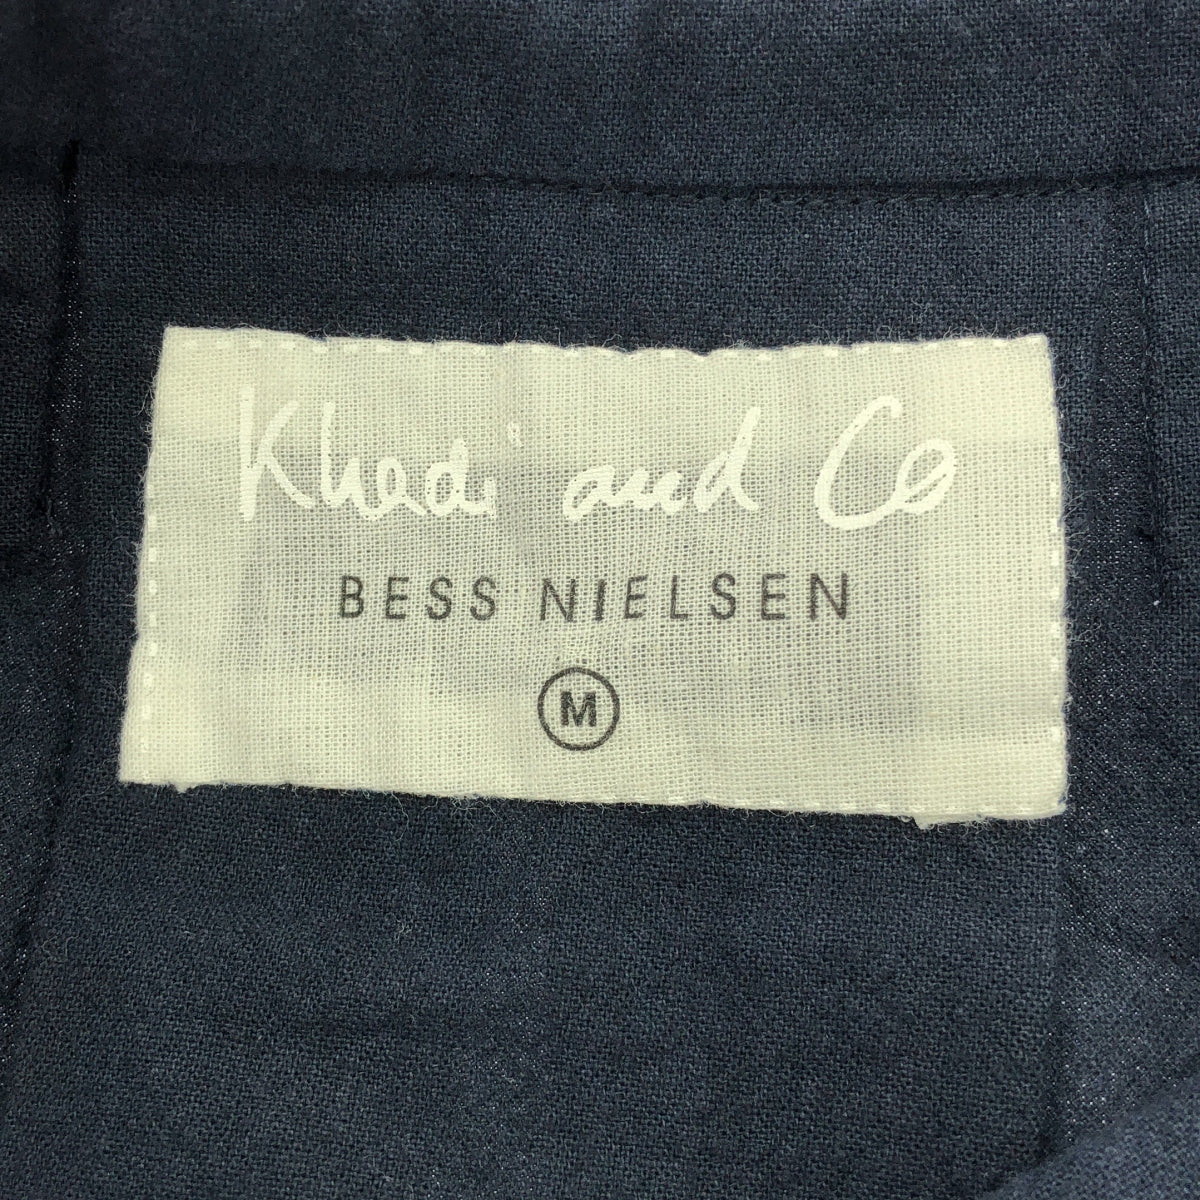 Khadi and Co
BESS NIELSEN
M